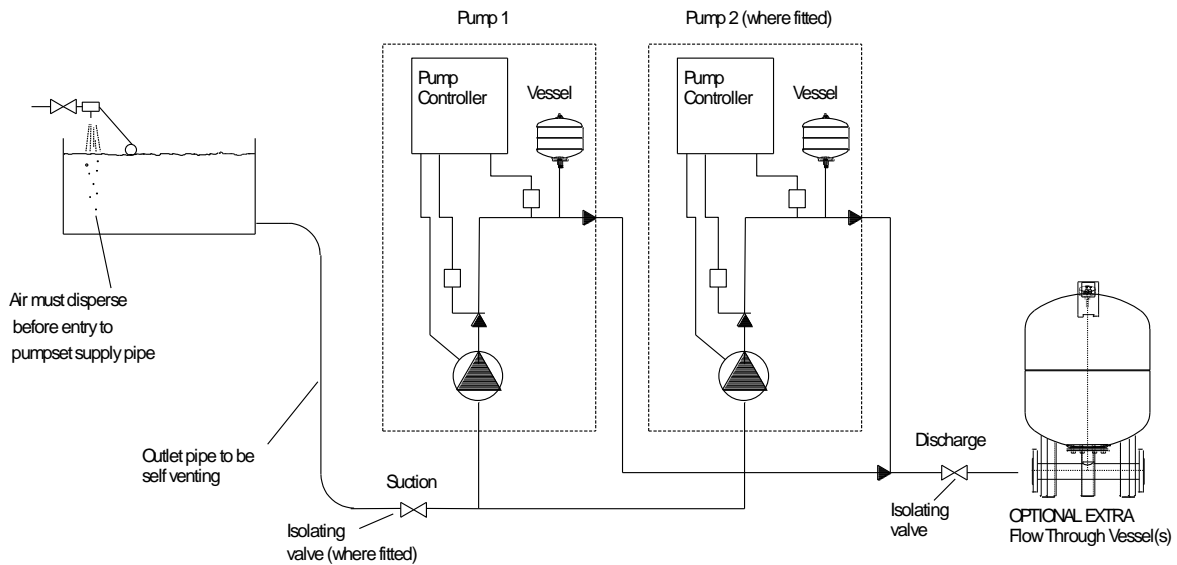 Pump 1
Pump 2 (where fitted)
Pump
Controller
Vessel
Pump
Controller
Vessel
Air must disperse
before entry to
pumpset supply pipe
Outlet pipe to be
self venting
Suction
Isolating
valve (where fitted)
Discharge
Isolating
valve
OPTIONAL EXTRA
Flow Through Vessel(s)